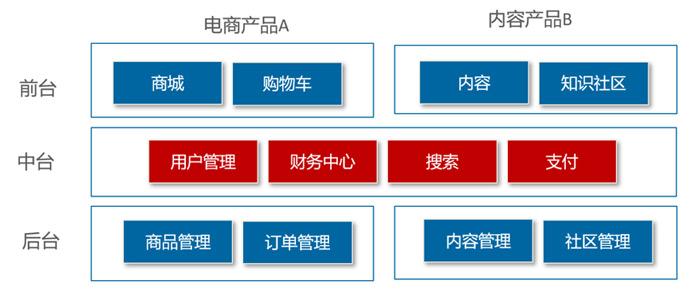 电商产品A 内容产品B
前台 商城 购物车 内容 知识社区
中台 用户管理 财务中心 搜索 支付
后台 商品管理 订单管理 内容管理 社区管理